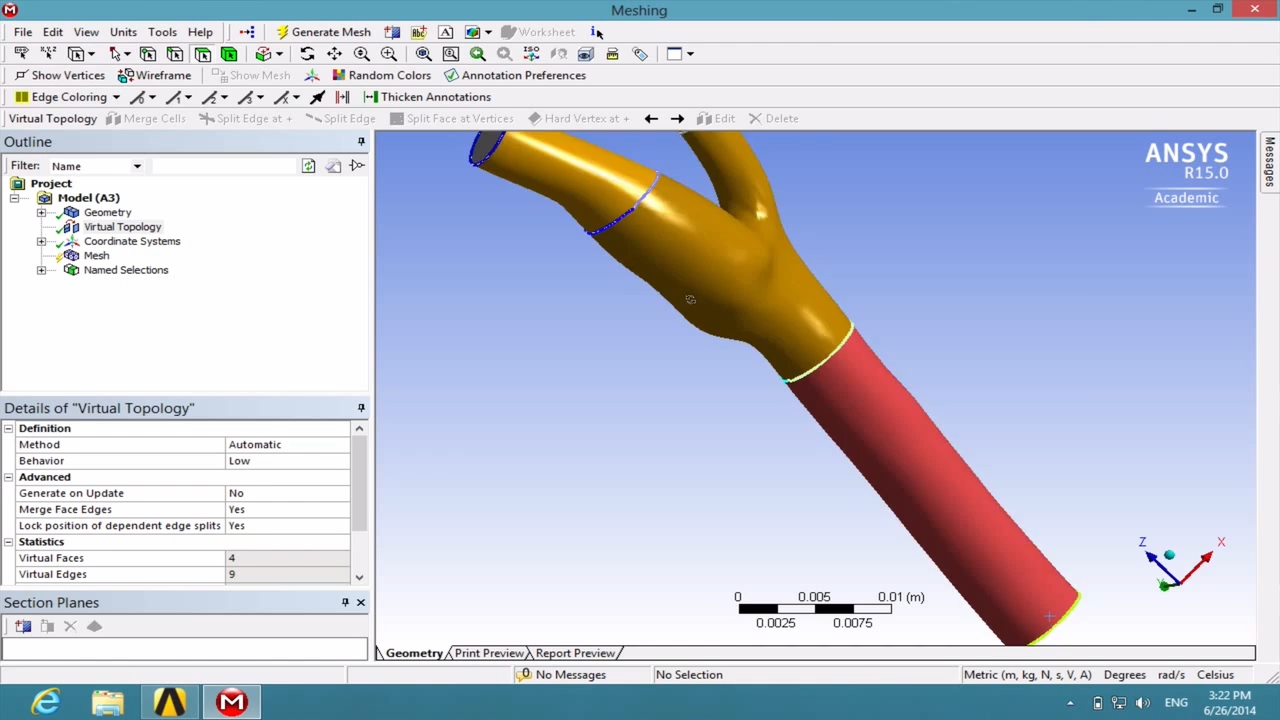 Meshing
File Edit View Units Tools Help Generate Mesh Worksheet
Show Vertices Wireframe Show Mesh Random Colors Annotation Preferences
Edge Coloring Thicken Annotations
Virtual Topology Merge Cells Split Edge at + Split Edge Split Face at Vertices Hard Vertex at + Edit Delete
Outline
Filter: Name
Project
Model (A3)
Geometry
Virtual Topology
Coordinate Systems
Mesh
Named Selections
Details of "Virtual Topology"
Definition
Method Automatic
Behavior Low
Advanced
Generate on Update No
Merge Face Edges Yes
Lock position of dependent edge splits Yes
Statistics
Virtual Faces 4
Virtual Edges 9
Section Planes
ANSYS
R15.0
Academic
Messages
0 0.005 0.01 (m)
0.0025 0.0075
Z X
Y
Geometry Print Preview Report Preview
0 No Messages No Selection Metric (m, kg, N, s, V, A) Degrees rad/s Celsius
ENG
3:22 PM
6/26/2014